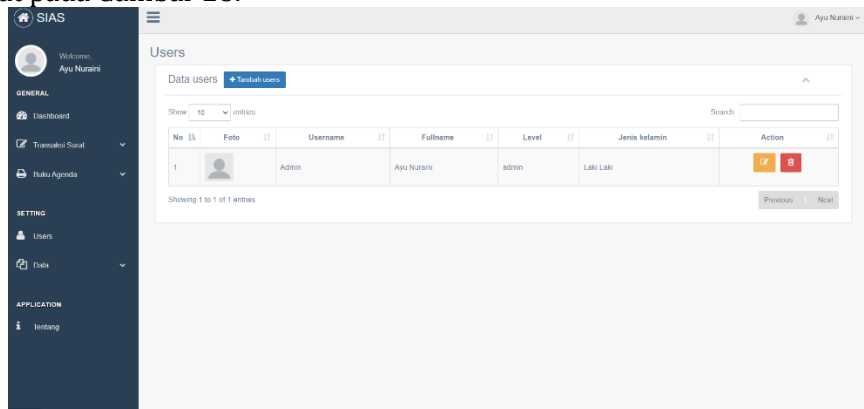 SIAS
Ayu Nuraini
Welcome,
Ayu Nuraini
GENERAL
Dashboard
Transaksi Surat
Buku Agenda
SETTING
Users
Data
APPLICATION
Tentang
Users
Data users + Tambah users
Show 10 entries
Search:
No Foto Username Fullname Level Jenis kelamin Action
1 Admin Ayu Nuraini admin Laki Laki
Showing 1 to 1 of 1 entries
Previous 1 Next